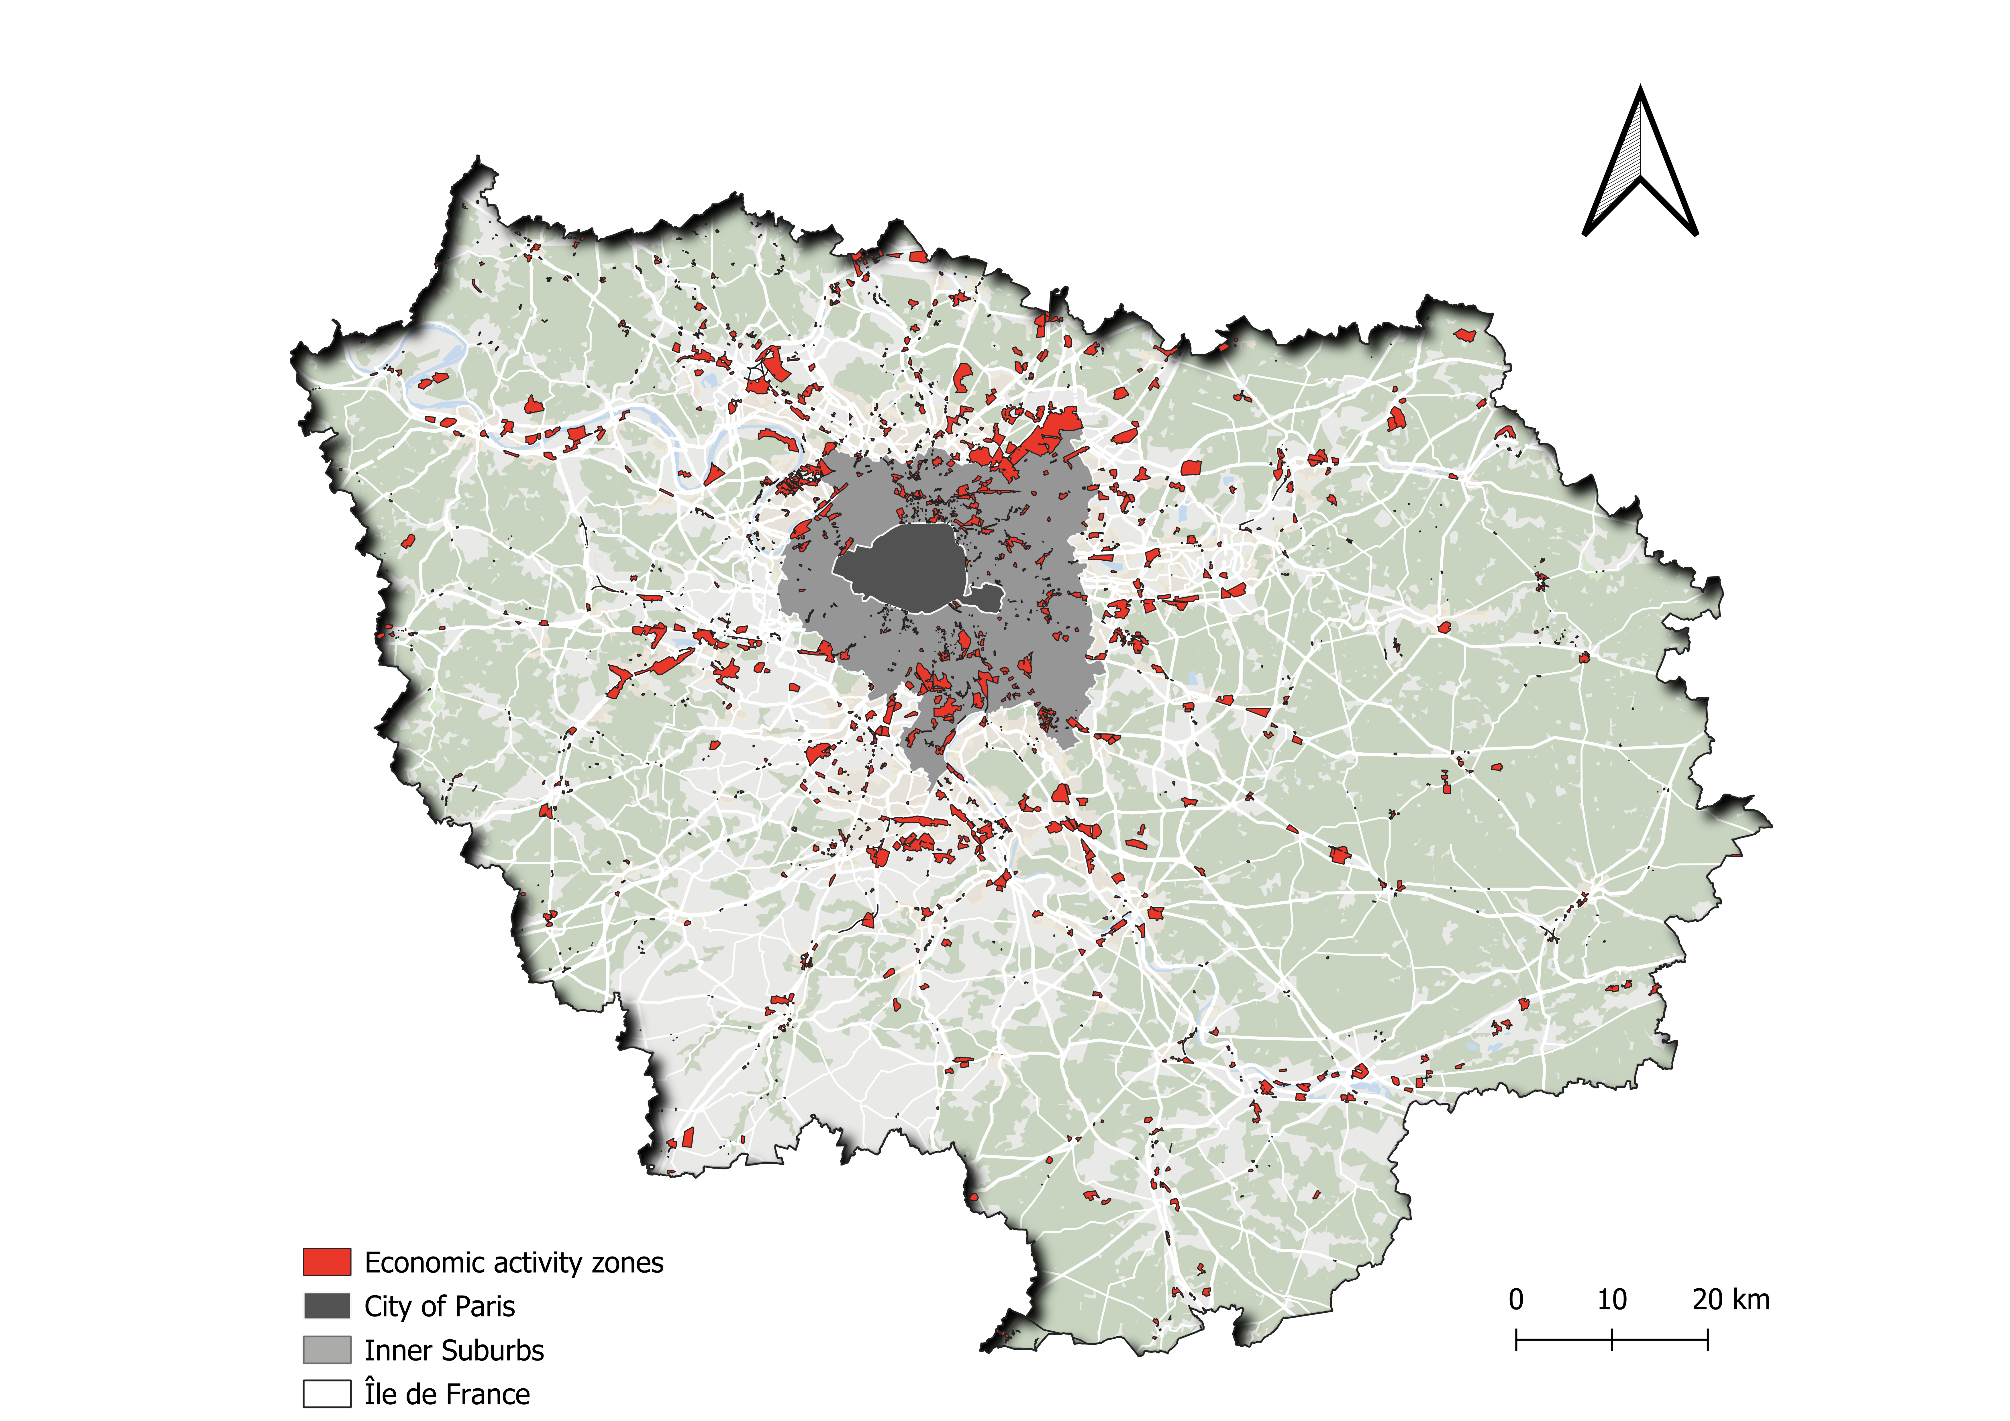 Economic activity zones
City of Paris
Inner Suburbs
Île de France
0 10 20 km